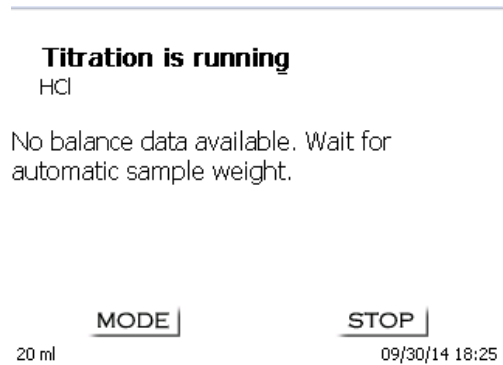 Titration is running
HCl
No balance data available. Wait for
automatic sample weight.
MODE STOP
20 ml 09/30/14 18:25